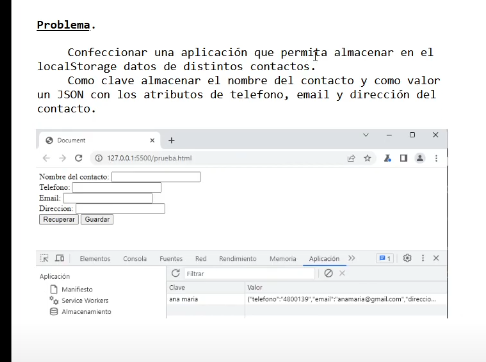 Problema.
Confeccionar una aplicación que permita almacenar en el
localStorage datos de distintos contactos.
Como clave almacenar el nombre del contacto y como valor
un JSON con los atributos de telefono, email y dirección del
contacto.
Document
127.0.0.1:5500/prueba.html
Nombre del contacto:
Telefono:
Email:
Direccion:
Recuperar Guardar
Elementos Consola Fuentes Red Rendimiento Memoria Aplicación 1
Aplicación
Filtrar
Manifiesto
Clave Valor
Service Workers
ana maria {"telefono":"4800139","email":"anamaria@gmail.com","direccio...
Almacenamiento